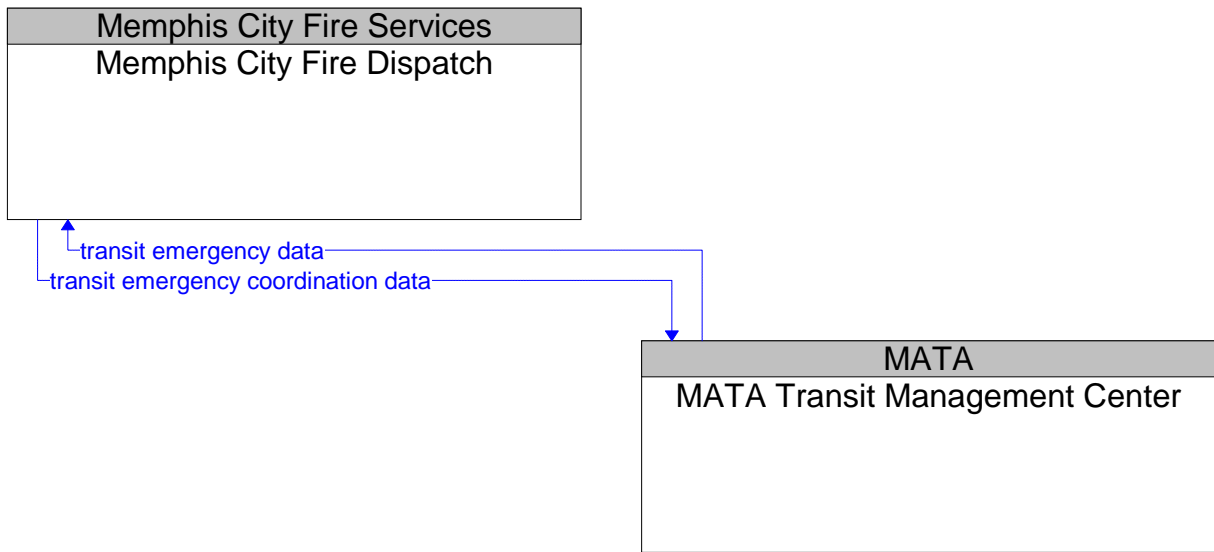 Memphis City Fire Services
Memphis City Fire Dispatch
transit emergency data
transit emergency coordination data
MATA
MATA Transit Management Center